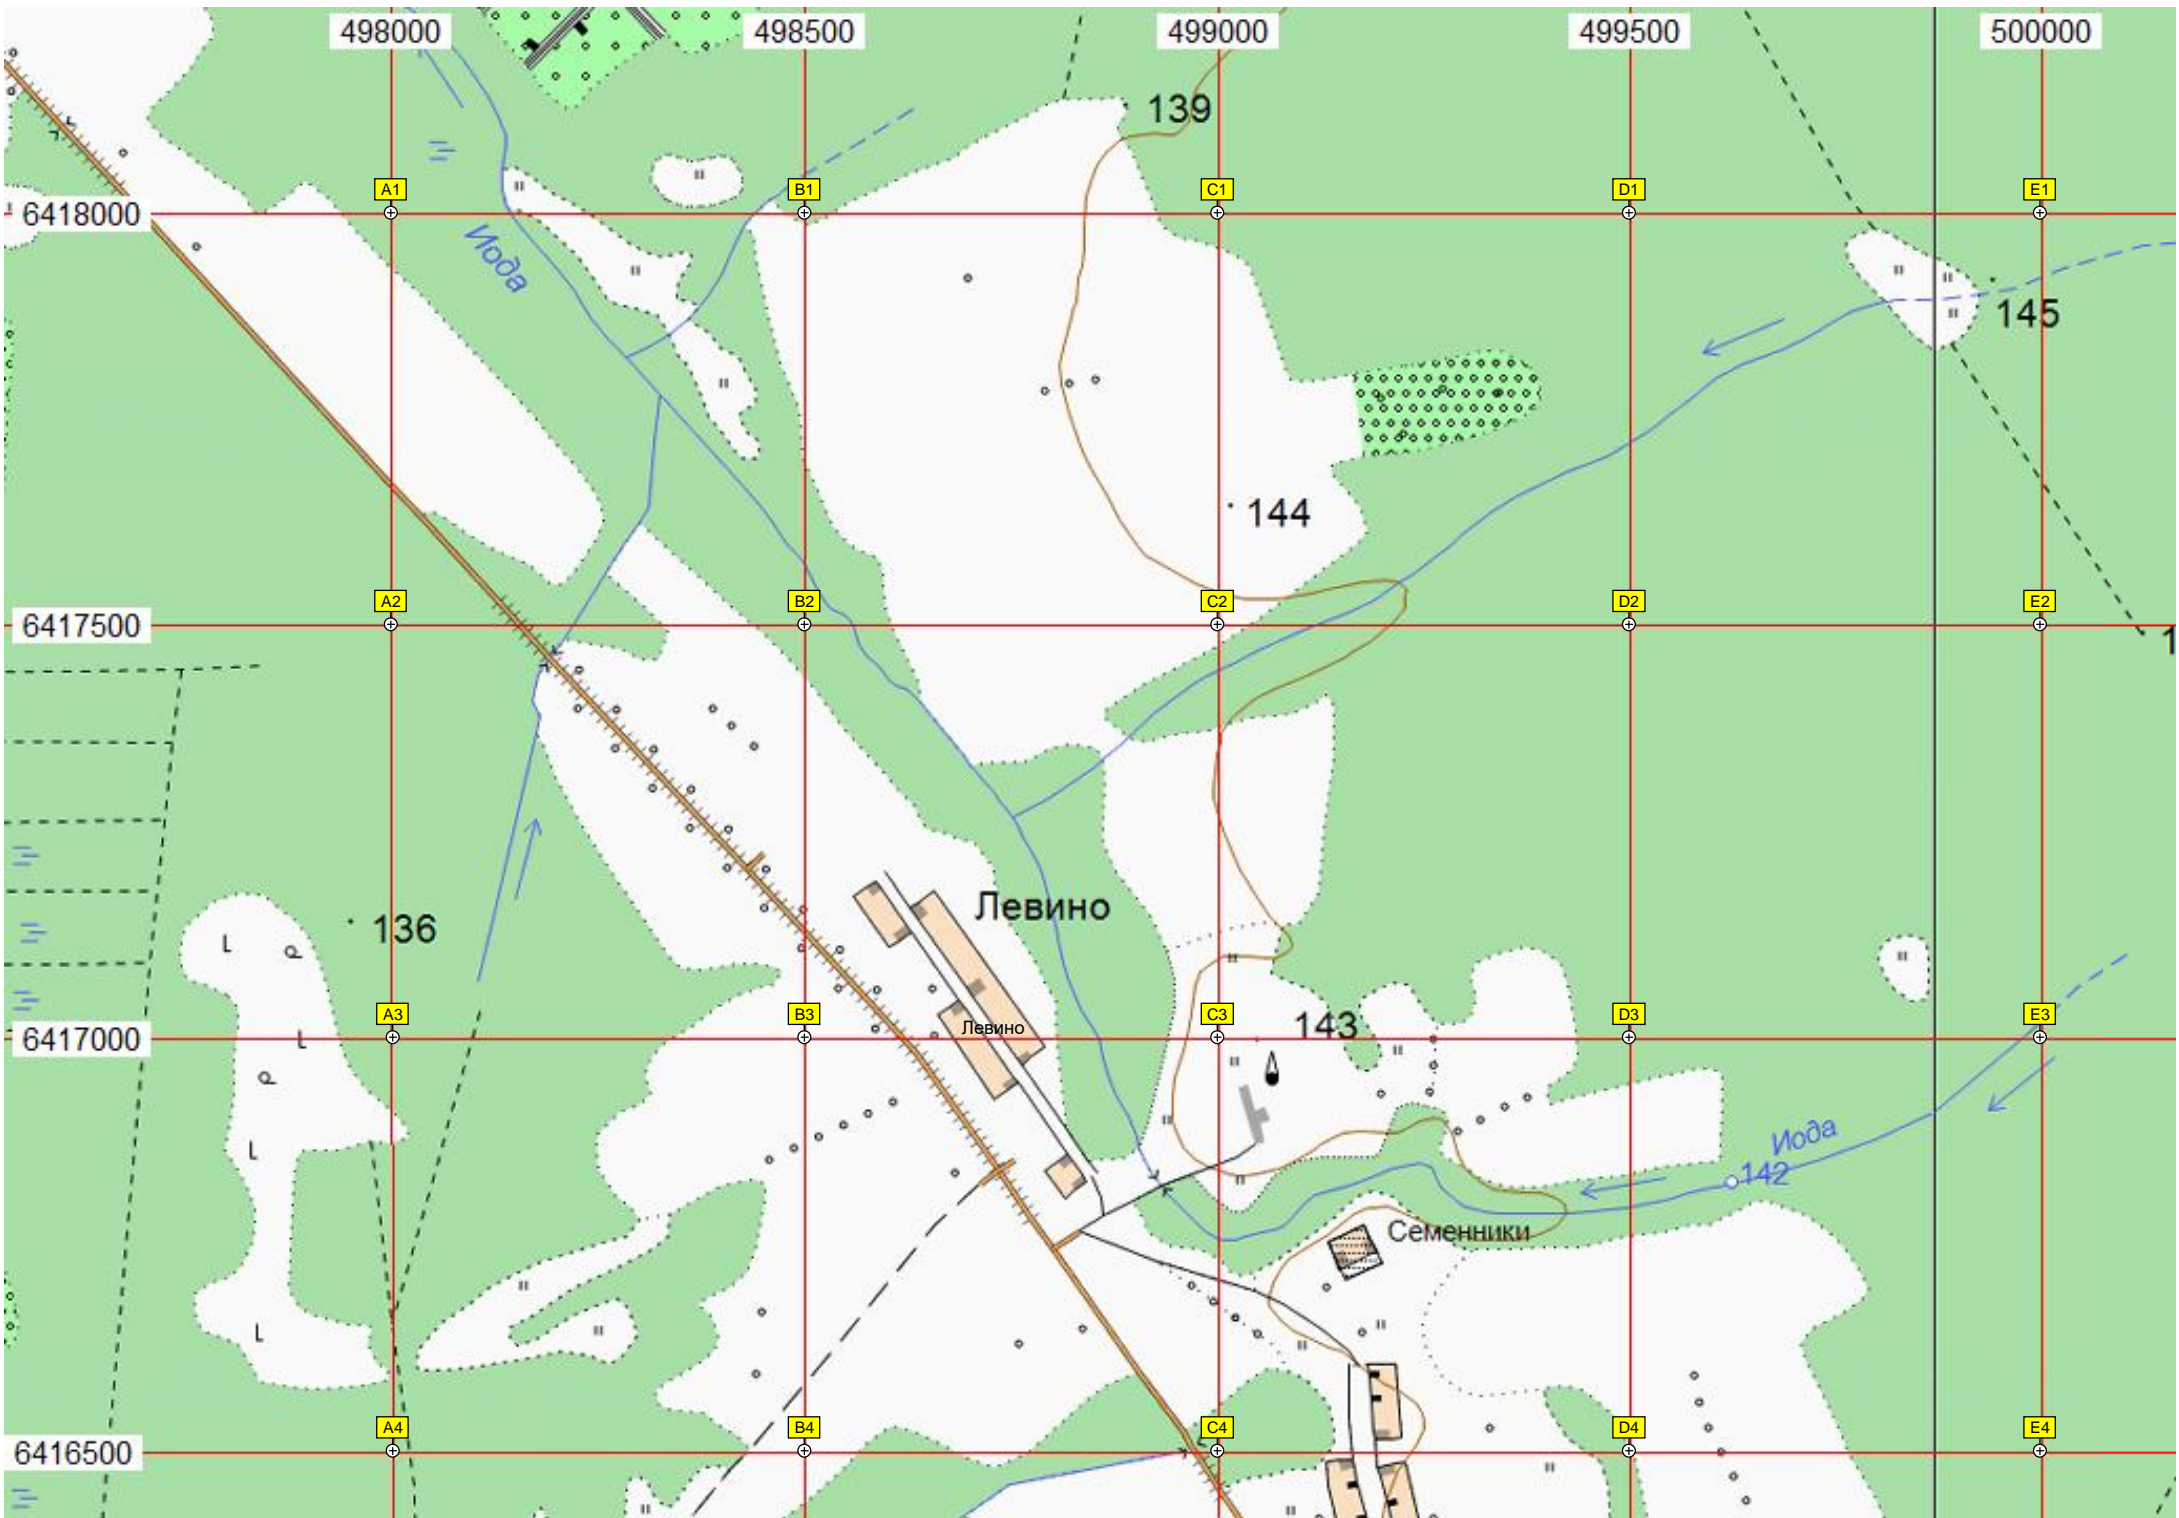 498000 498500 499000 499500 500000
139
A1 B1 C1 D1 E1
6418000
Иода
145
144
A2 B2 C2 D2 E2
6417500
1
Левино
136
A3 B3 C3 D3 E3
Левино
143
6417000
Иода
142
Семенники
A4 B4 C4 D4 E4
6416500